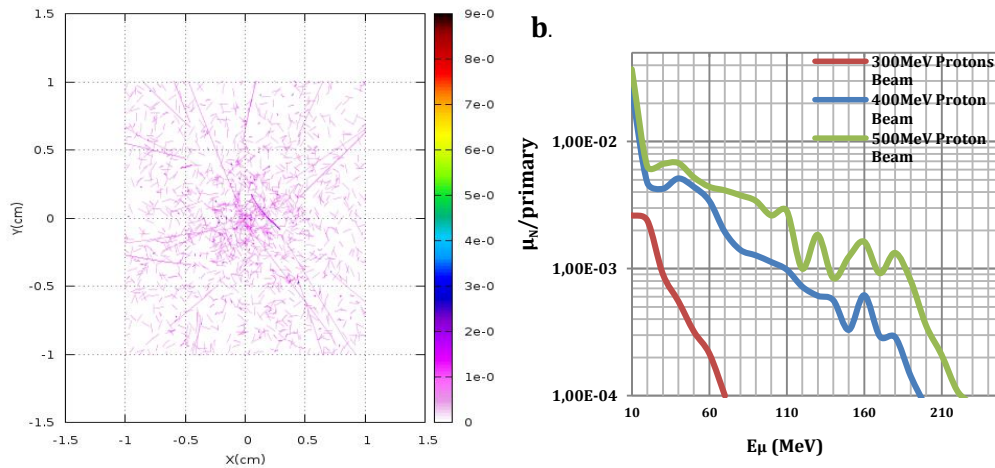 1.5
1
0.5
0
-0.5
-1
-1.5
Y(cm)
-1.5
-1
-0.5
0
0.5
1
1.5
X(cm)
9e-0
8e-0
7e-0
6e-0
5e-0
4e-0
3e-0
2e-0
1e-0
0
b.
300MeV Protons
Beam
400MeV Proton
Beam
500MeV Proton
Beam
μN/primary
1,00E-02
1,00E-03
1,00E-04
10
60
110
160
210
Eμ (MeV)